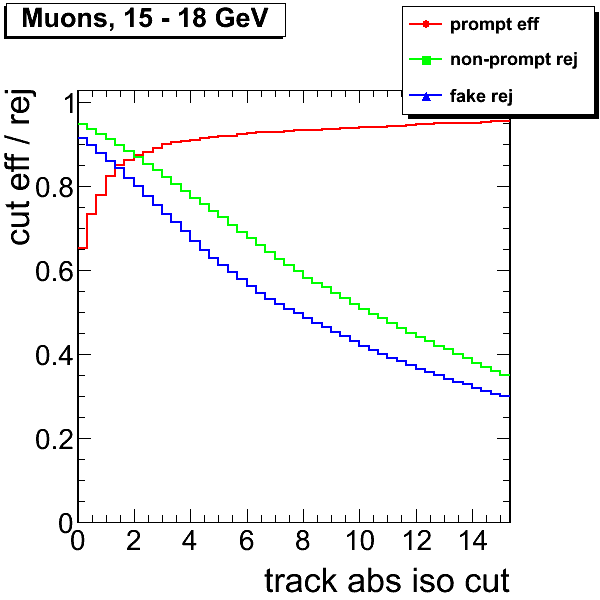 Muons, 15 - 18 GeV
prompt eff
non-prompt rej
fake rej
cut eff / rej
1
0.8
0.6
0.4
0.2
0
0 2 4 6 8 10 12 14
track abs iso cut